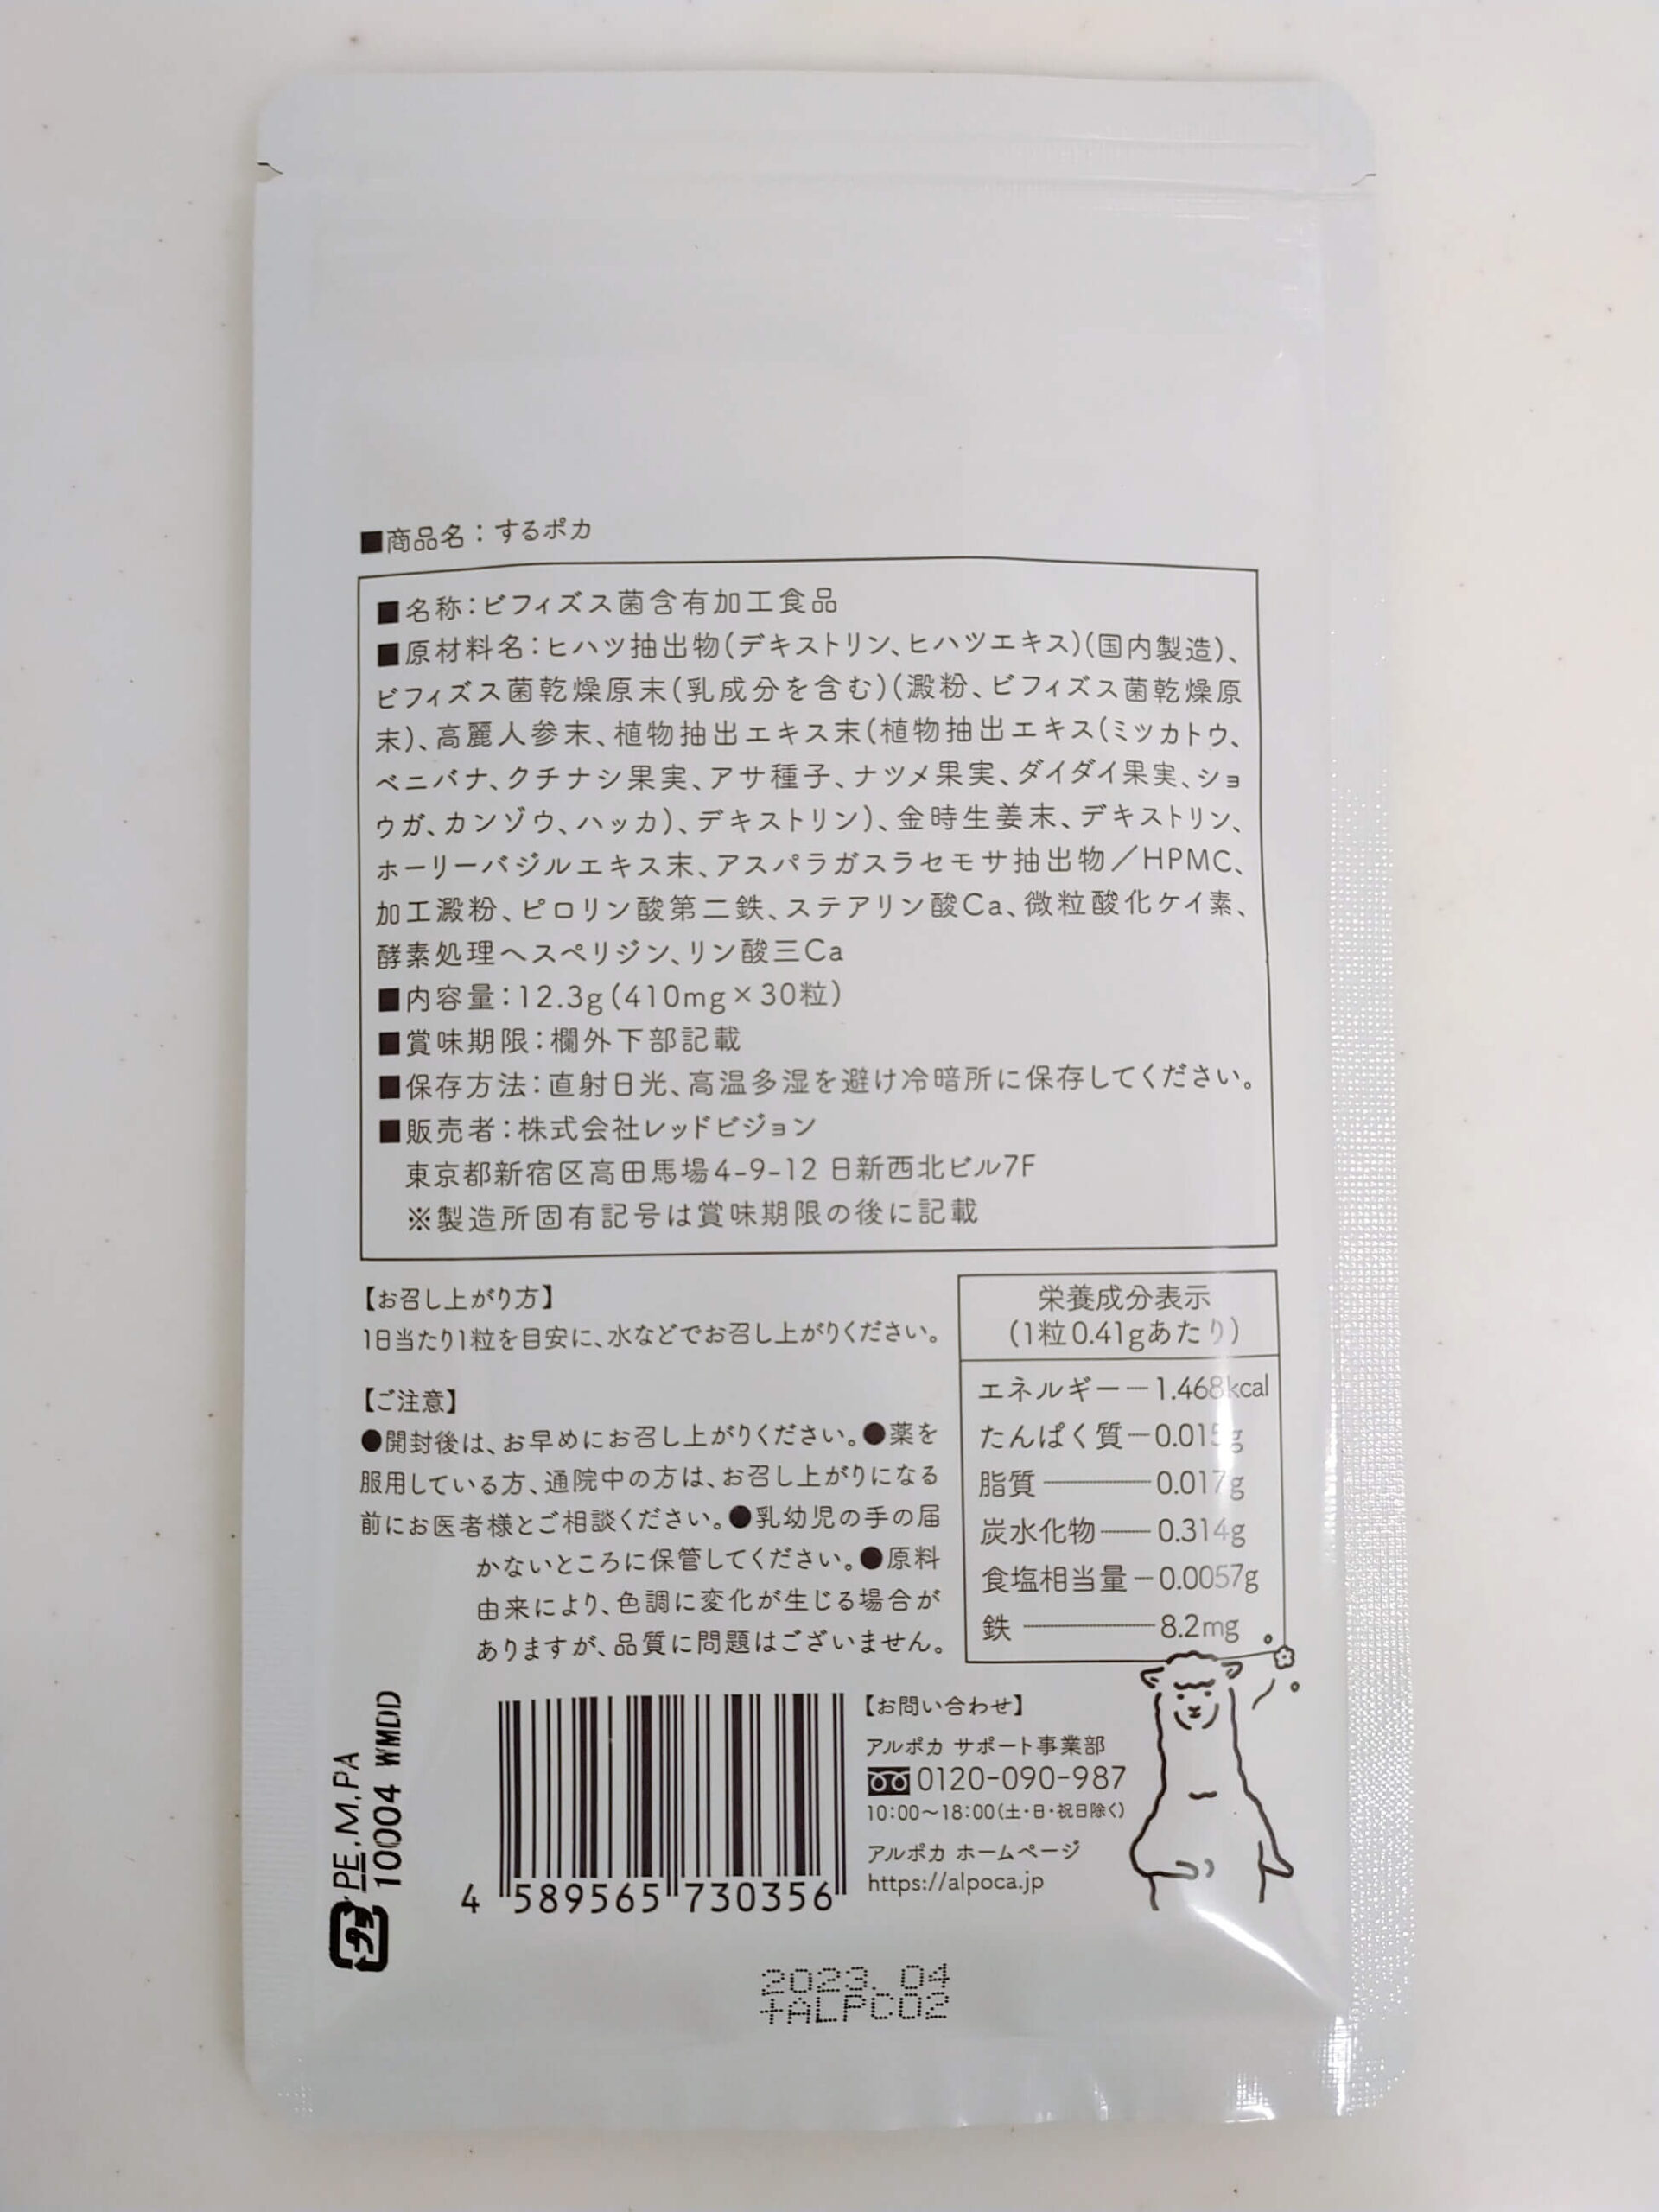 ■商品名：するポカ
■名称：ビフィズス菌含有加工食品
■原材料名：ヒハツ抽出物(デキストリン、ヒハツエキス)(国内製造)、
ビフィズス菌乾燥原末(乳成分を含む)(澱粉、ビフィズス菌乾燥原
末)、高麗人参末、植物抽出エキス末(植物抽出エキス(ミツカトウ、
ベニバナ、クチナシ果実、アサ種子、ナツメ果実、ダイダイ果実、ショ
ウガ、カンゾウ、ハッカ)、デキストリン)、金時生姜末、デキストリン、
ホーリーバジルエキス末、アスパラガスラセモサ抽出物／HPMC、
加工澱粉、ピロリン酸第二鉄、ステアリン酸Ca、微粒酸化ケイ素、
酵素処理ヘスペリジン、リン酸三Ca
■内容量：12.3g(410mg×30粒)
■賞味期限：欄外下部記載
■保存方法：直射日光、高温多湿を避け冷暗所に保存してください。
■販売者：株式会社レッドビジョン
東京都新宿区高田馬場4-9-12 日新西北ビル7F
※製造所固有記号は賞味期限の後に記載
【お召し上がり方】
1日当たり1粒を目安に、水などでお召し上がりください。
【ご注意】
●開封後は、お早めにお召し上がりください。●薬を
服用している方、通院中の方は、お召し上がりになる
前にお医者様とご相談ください。●乳幼児の手の届
かないところに保管してください。●原料
由来により、色調に変化が生じる場合が
ありますが、品質に問題はございません。
栄養成分表示
(1粒0.41gあたり)
エネルギー―1.468kcal
たんぱく質―0.015g
脂質―――0.017g
炭水化物――0.314g
食塩相当量―0.0057g
鉄――――8.2mg
プラ
PE,M,PA
10004 WMDD
4 589565 730356
【お問い合わせ】
アルポカ サポート事業部
0120-090-987
10:00～18:00(土・日・祝日除く)
アルポカ ホームページ
https://alpoca.jp
2023.04
+ALPC02